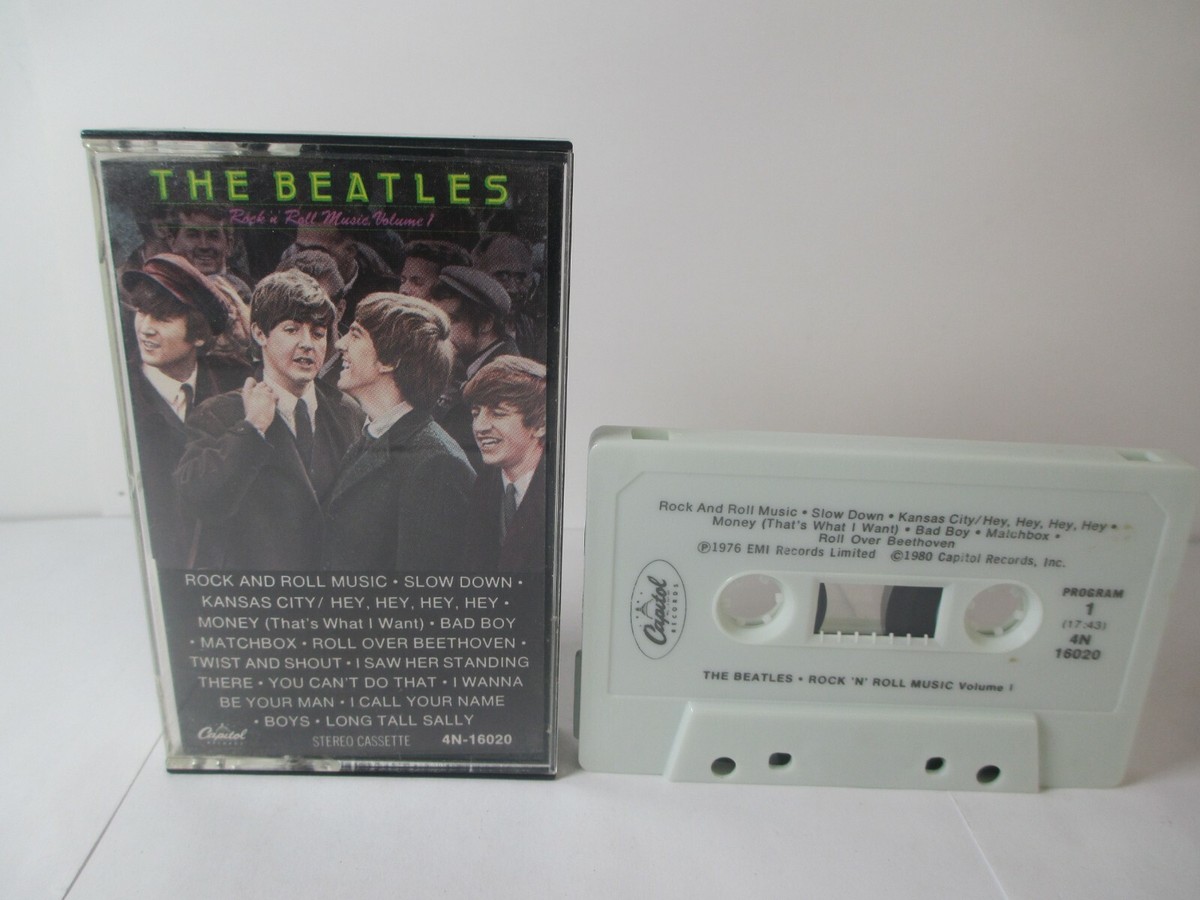 THE BEATLES
Rock 'n' Roll Music, Volume 1
ROCK AND ROLL MUSIC • SLOW DOWN •
KANSAS CITY/ HEY, HEY, HEY, HEY •
MONEY (That's What I Want) • BAD BOY
• MATCHBOX • ROLL OVER BEETHOVEN •
TWIST AND SHOUT • I SAW HER STANDING
THERE • YOU CAN'T DO THAT • I WANNA
BE YOUR MAN • I CALL YOUR NAME
• BOYS • LONG TALL SALLY
Capitol
RECORDS
STEREO CASSETTE 4N-16020
Rock And Roll Music • Slow Down • Kansas City/Hey, Hey, Hey, Hey •
Money (That's What I Want) • Bad Boy • Matchbox •
Roll Over Beethoven
℗1976 EMI Records Limited ©1980 Capitol Records, Inc.
Capitol
RECORDS
PROGRAM
1
(17:43)
4N
16020
THE BEATLES • ROCK 'N' ROLL MUSIC Volume I